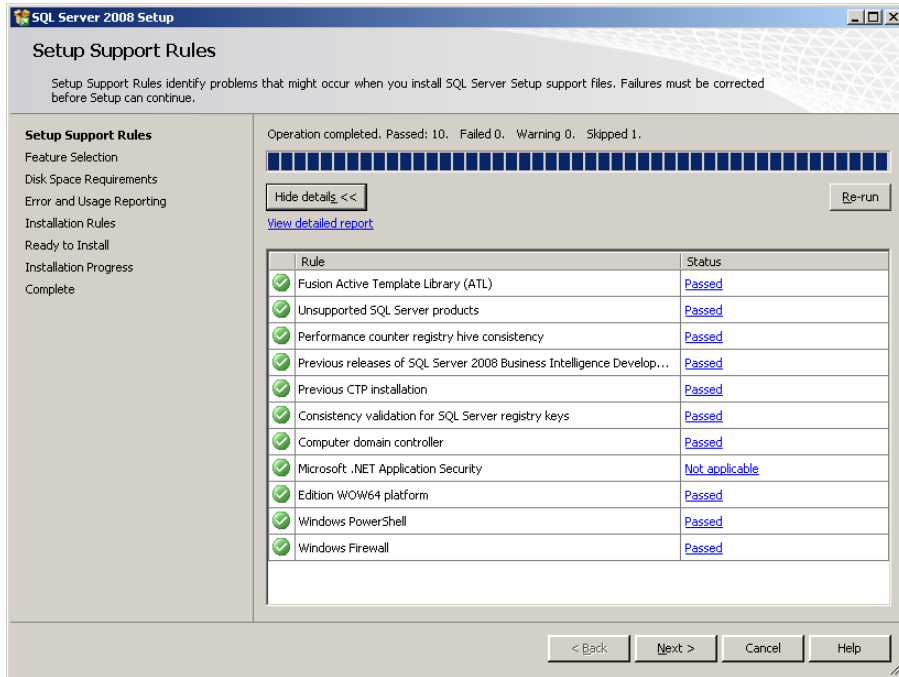 SQL Server 2008 Setup
Setup Support Rules
Setup Support Rules identify problems that might occur when you install SQL Server Setup support files. Failures must be corrected
before Setup can continue.
Setup Support Rules
Feature Selection
Disk Space Requirements
Error and Usage Reporting
Installation Rules
Ready to Install
Installation Progress
Complete
Operation completed. Passed: 10. Failed 0. Warning 0. Skipped 1.
Hide details <<
Re-run
View detailed report
Rule Status
Fusion Active Template Library (ATL) Passed
Unsupported SQL Server products Passed
Performance counter registry hive consistency Passed
Previous releases of SQL Server 2008 Business Intelligence Develop... Passed
Previous CTP installation Passed
Consistency validation for SQL Server registry keys Passed
Computer domain controller Passed
Microsoft .NET Application Security Not applicable
Edition WOW64 platform Passed
Windows PowerShell Passed
Windows Firewall Passed
< Back Next > Cancel Help